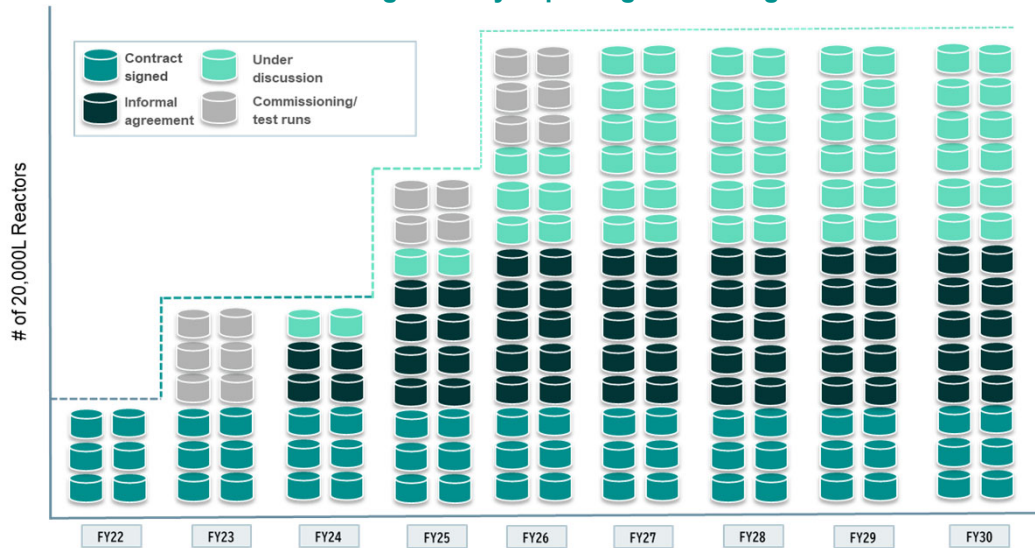 Contract signed
Under discussion
Informal agreement
Commissioning/ test runs
# of 20,000L Reactors
FY22 FY23 FY24 FY25 FY26 FY27 FY28 FY29 FY30